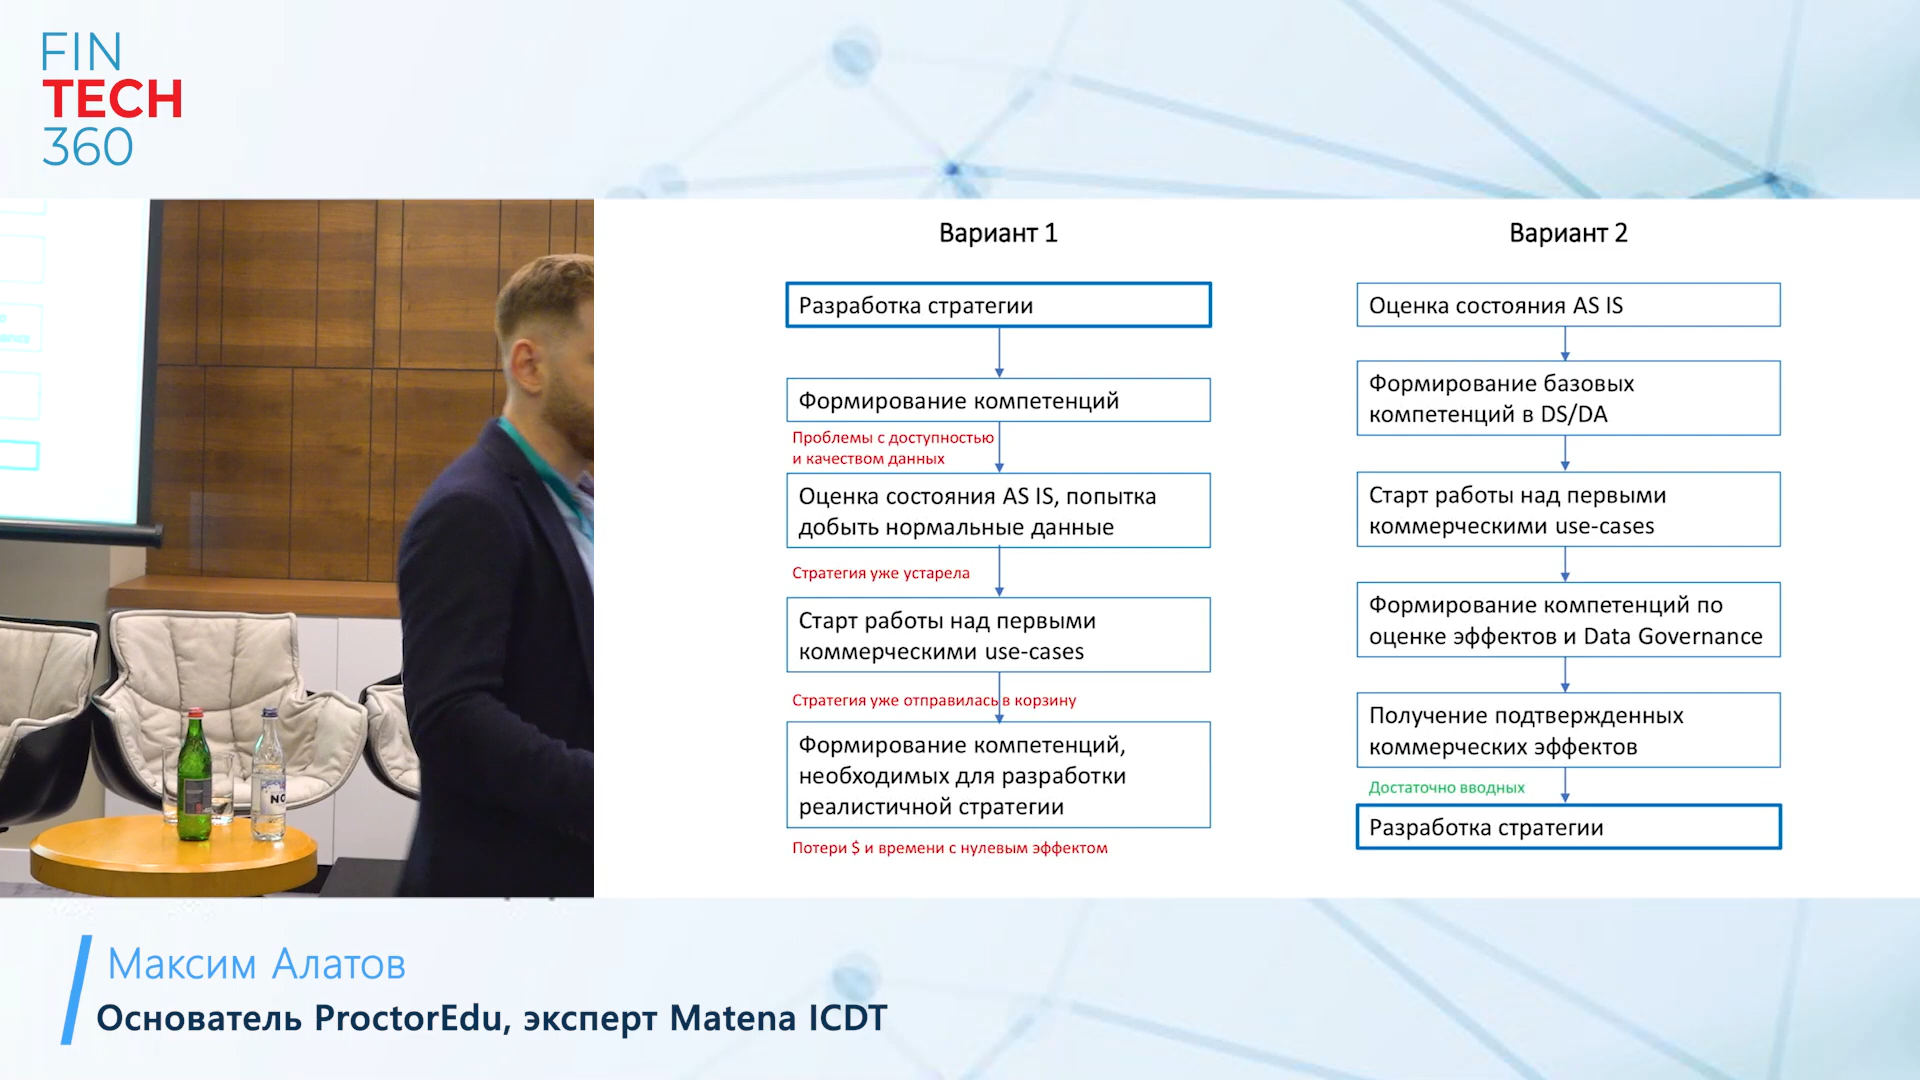 FIN
TECH
360
Вариант 1
Разработка стратегии
Формирование компетенций
Проблемы с доступностью
и качеством данных
Оценка состояния AS IS, попытка
добыть нормальные данные
Стратегия уже устарела
Старт работы над первыми
коммерческими use-cases
Стратегия уже отправилась в корзину
Формирование компетенций,
необходимых для разработки
реалистичной стратегии
Потери $ и времени с нулевым эффектом
Вариант 2
Оценка состояния AS IS
Формирование базовых
компетенций в DS/DA
Старт работы над первыми
коммерческими use-cases
Формирование компетенций по
оценке эффектов и Data Governance
Получение подтвержденных
коммерческих эффектов
Достаточно вводных
Разработка стратегии
Максим Алатов
Основатель ProctorEdu, эксперт Matena ICDT